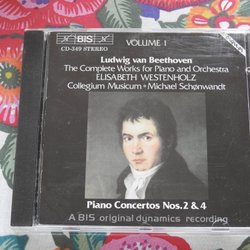 BIS
CD-349 STEREO
VOLUME 1
Ludwig van Beethoven
The Complete Works for Piano and Orchestra
ELISABETH WESTENHOLZ
Collegium Musicum • Michael Schønwandt
Piano Concertos Nos. 2 & 4
A BIS original dynamics recording